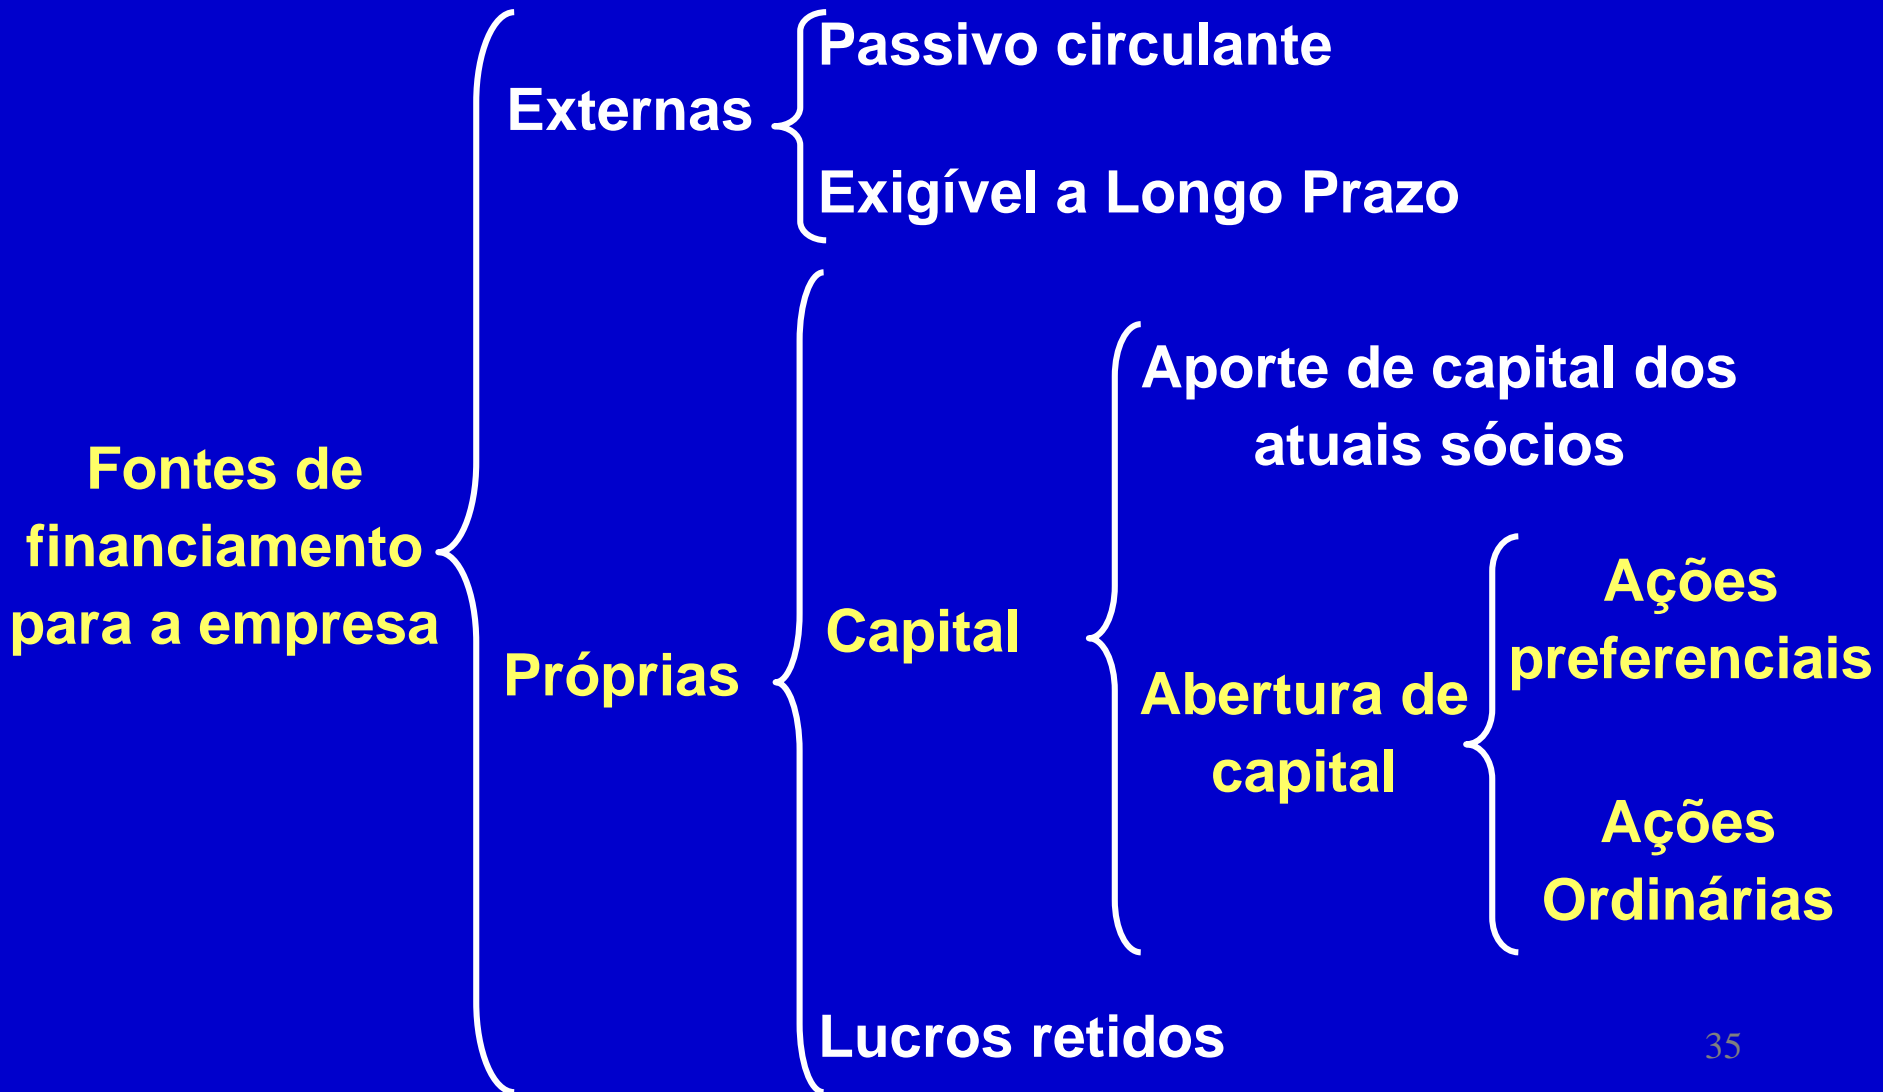 Passivo circulante
Externas
Exigível a Longo Prazo
Aporte de capital dos
atuais sócios
Fontes de
financiamento
para a empresa
Próprias
Capital
Abertura de
capital
Ações
preferenciais
Ações
Ordinárias
Lucros retidos
35